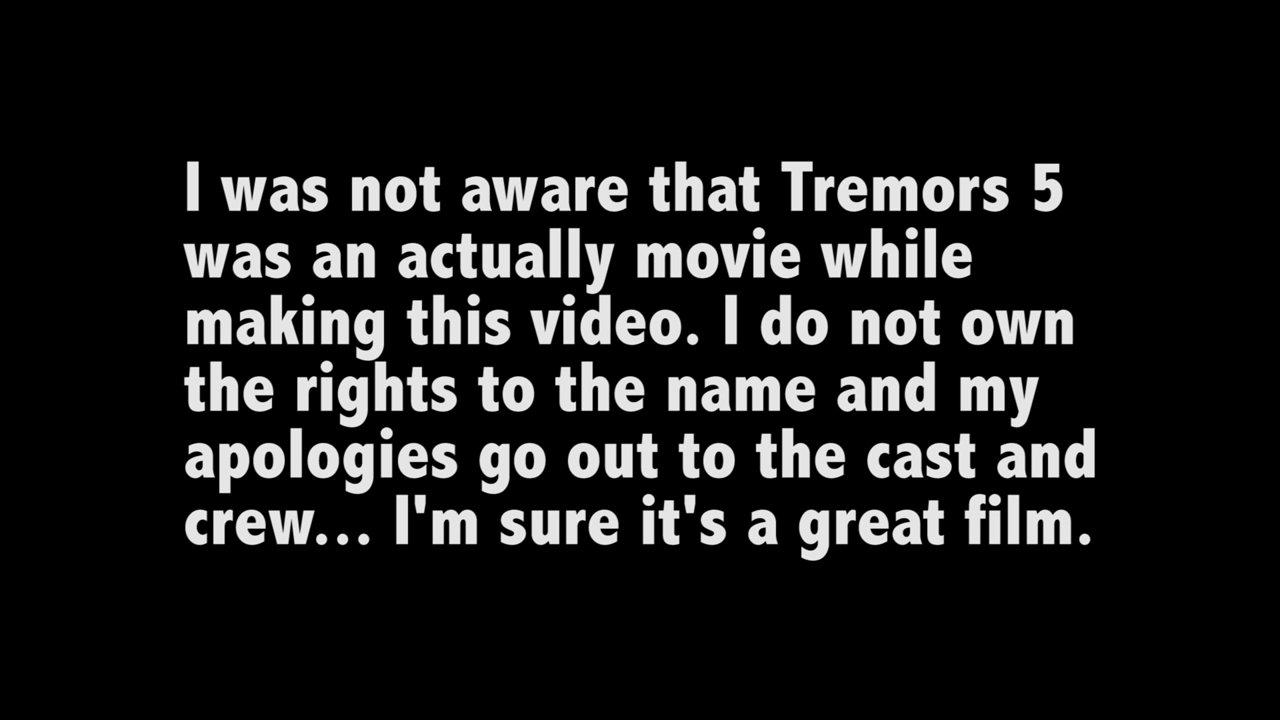 I was not aware that Tremors 5
was an actually movie while
making this video. I do not own
the rights to the name and my
apologies go out to the cast and
crew... I'm sure it's a great film.